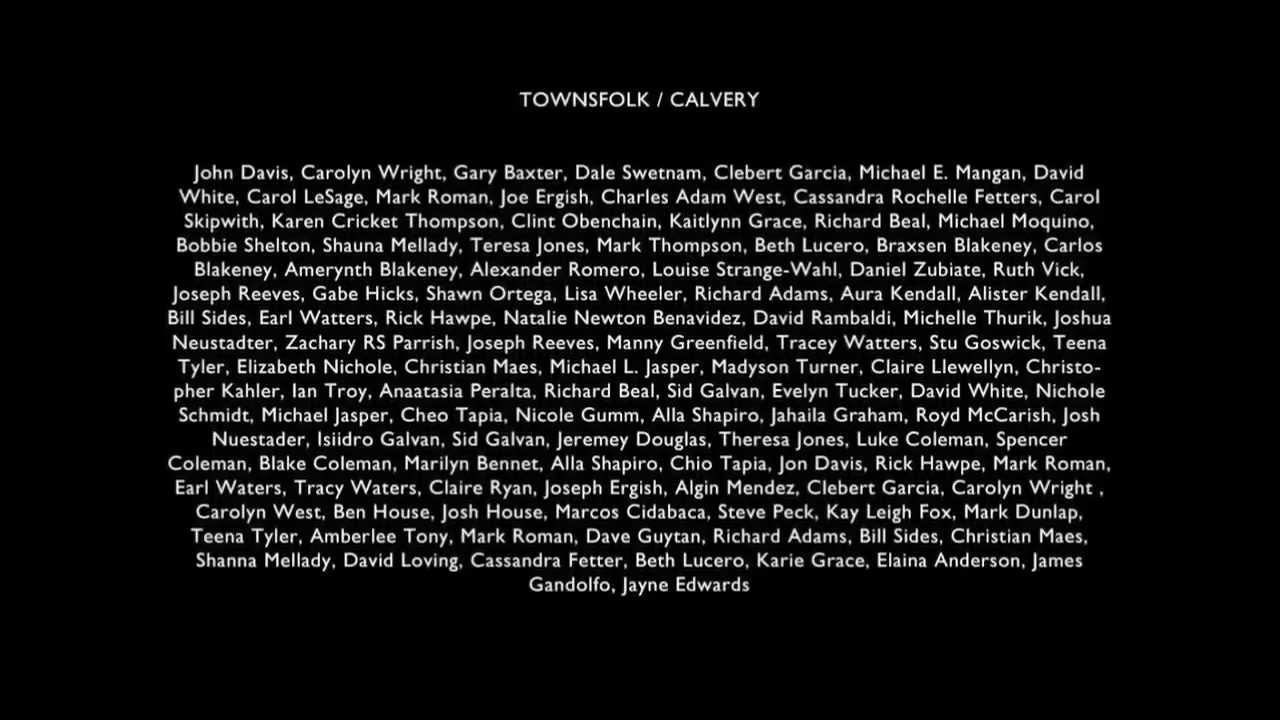 TOWNSFOLK / CALVERY
John Davis, Carolyn Wright, Gary Baxter, Dale Swetnam, Clebert Garcia, Michael E. Mangan, David
White, Carol LeSage, Mark Roman, Joe Ergish, Charles Adam West, Cassandra Rochelle Fetters, Carol
Skipwith, Karen Cricket Thompson, Clint Obenchain, Kaitlynn Grace, Richard Beal, Michael Moquino,
Bobbie Shelton, Shauna Mellady, Teresa Jones, Mark Thompson, Beth Lucero, Braxsen Blakeney, Carlos
Blakeney, Amerynth Blakeney, Alexander Romero, Louise Strange-Wahl, Daniel Zubiate, Ruth Vick,
Joseph Reeves, Gabe Hicks, Shawn Ortega, Lisa Wheeler, Richard Adams, Aura Kendall, Alister Kendall,
Bill Sides, Earl Watters, Rick Hawpe, Natalie Newton Benavidez, David Rambaldi, Michelle Thurik, Joshua
Neustadter, Zachary RS Parrish, Joseph Reeves, Manny Greenfield, Tracey Watters, Stu Goswick, Teena
Tyler, Elizabeth Nichole, Christian Maes, Michael L. Jasper, Madyson Turner, Claire Llewellyn, Christo-
pher Kahler, Ian Troy, Anaatasia Peralta, Richard Beal, Sid Galvan, Evelyn Tucker, David White, Nichole
Schmidt, Michael Jasper, Cheo Tapia, Nicole Gumm, Alla Shapiro, Jahaila Graham, Royd McCarish, Josh
Nuestader, Isiidro Galvan, Sid Galvan, Jeremey Douglas, Theresa Jones, Luke Coleman, Spencer
Coleman, Blake Coleman, Marilyn Bennet, Alla Shapiro, Chio Tapia, Jon Davis, Rick Hawpe, Mark Roman,
Earl Waters, Tracy Waters, Claire Ryan, Joseph Ergish, Algin Mendez, Clebert Garcia, Carolyn Wright ,
Carolyn West, Ben House, Josh House, Marcos Cidabaca, Steve Peck, Kay Leigh Fox, Mark Dunlap,
Teena Tyler, Amberlee Tony, Mark Roman, Dave Guytan, Richard Adams, Bill Sides, Christian Maes,
Shanna Mellady, David Loving, Cassandra Fetter, Beth Lucero, Karie Grace, Elaina Anderson, James
Gandolfo, Jayne Edwards